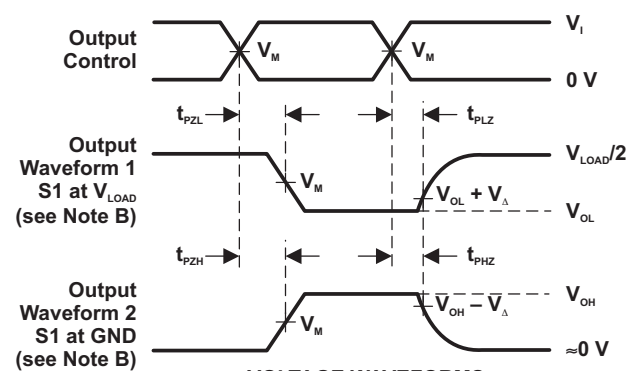 Output
Control
V_I
V_M
V_M
0 V
t_PZL
t_PLZ
Output
Waveform 1
S1 at V_LOAD
(see Note B)
V_LOAD/2
V_M
V_OL + V_Δ
V_OL
t_PZH
t_PHZ
Output
Waveform 2
S1 at GND
(see Note B)
V_OH
V_OH – V_Δ
V_M
≈0 V